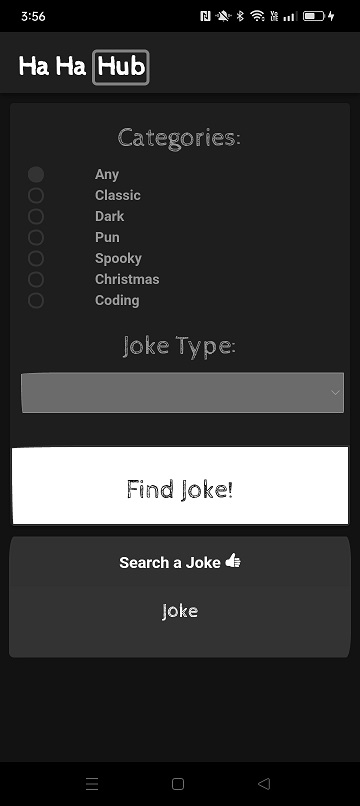 3:56
Ha Ha Hub
Categories:
Any
Classic
Dark
Pun
Spooky
Christmas
Coding
Joke Type:
Find Joke!
Search a Joke 👍
Joke